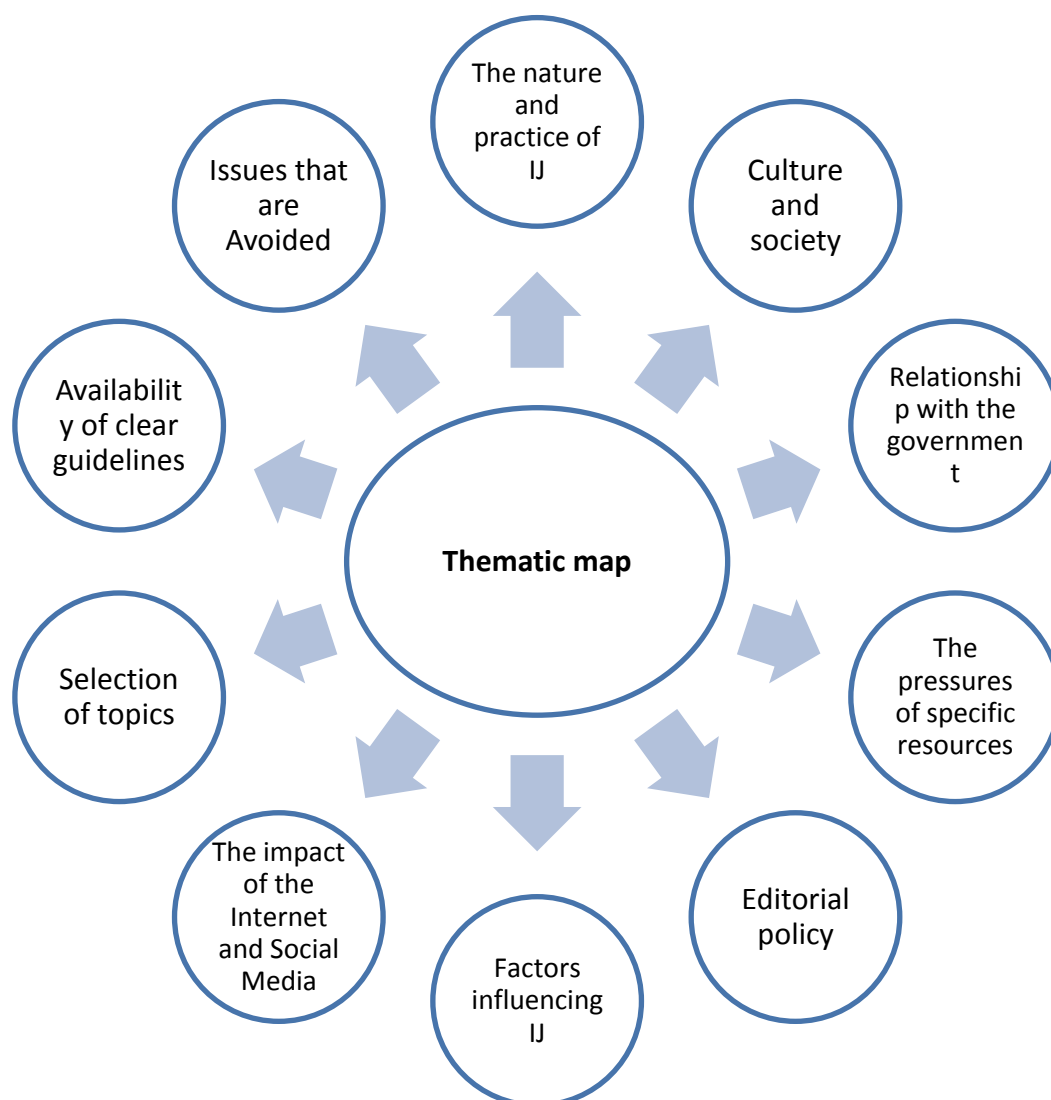 The nature
and
practice of
IJ
Culture
and
society
Relationshi
p with the
governmen
t
The
pressures
of specific
resources
Editorial
policy
Factors
influencing
IJ
The impact
of the
Internet
and Social
Media
Selection
of topics
Availabilit
y of clear
guidelines
Issues that
are
Avoided
Thematic map